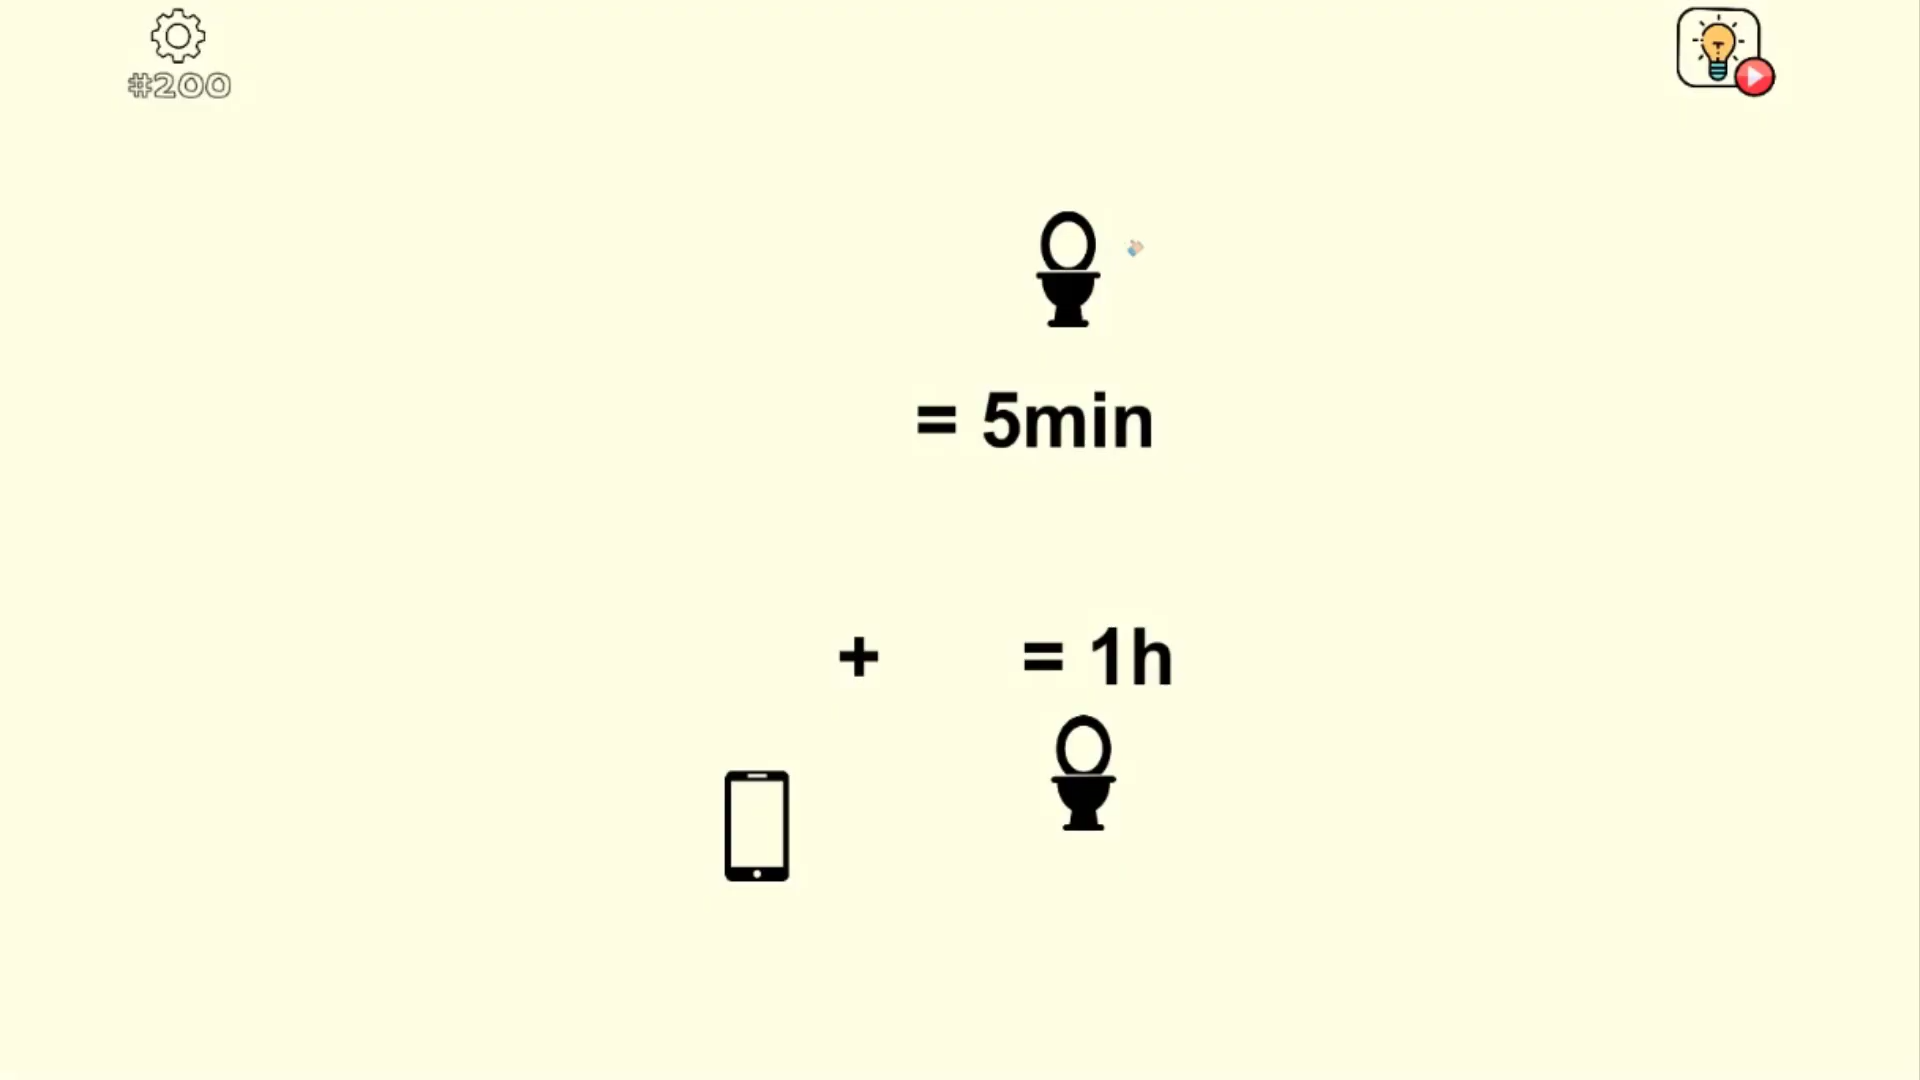 #200
= 5min
+ = 1h